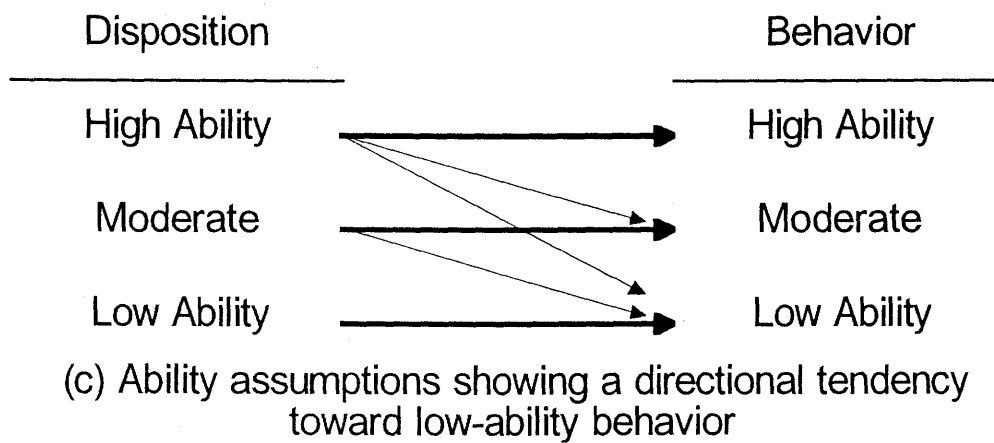 Disposition Behavior
High Ability High Ability
Moderate Moderate
Low Ability Low Ability
(c) Ability assumptions showing a directional tendency
toward low-ability behavior